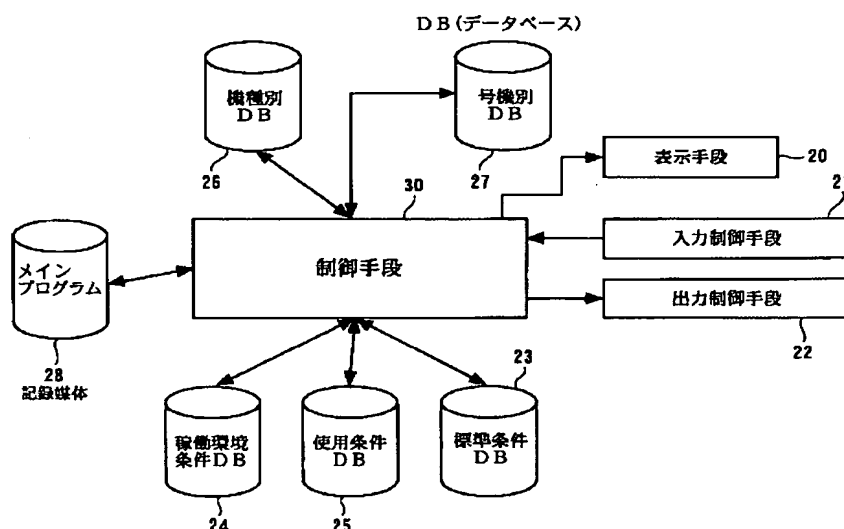 DB(データベース)
機種別
DB
号機別
DB
26
27
表示手段
20
30
入力制御手段
制御手段
メイン
プログラム
出力制御手段
22
28
記録媒体
23
稼働環境
条件DB
使用条件
DB
標準条件
DB
24
25